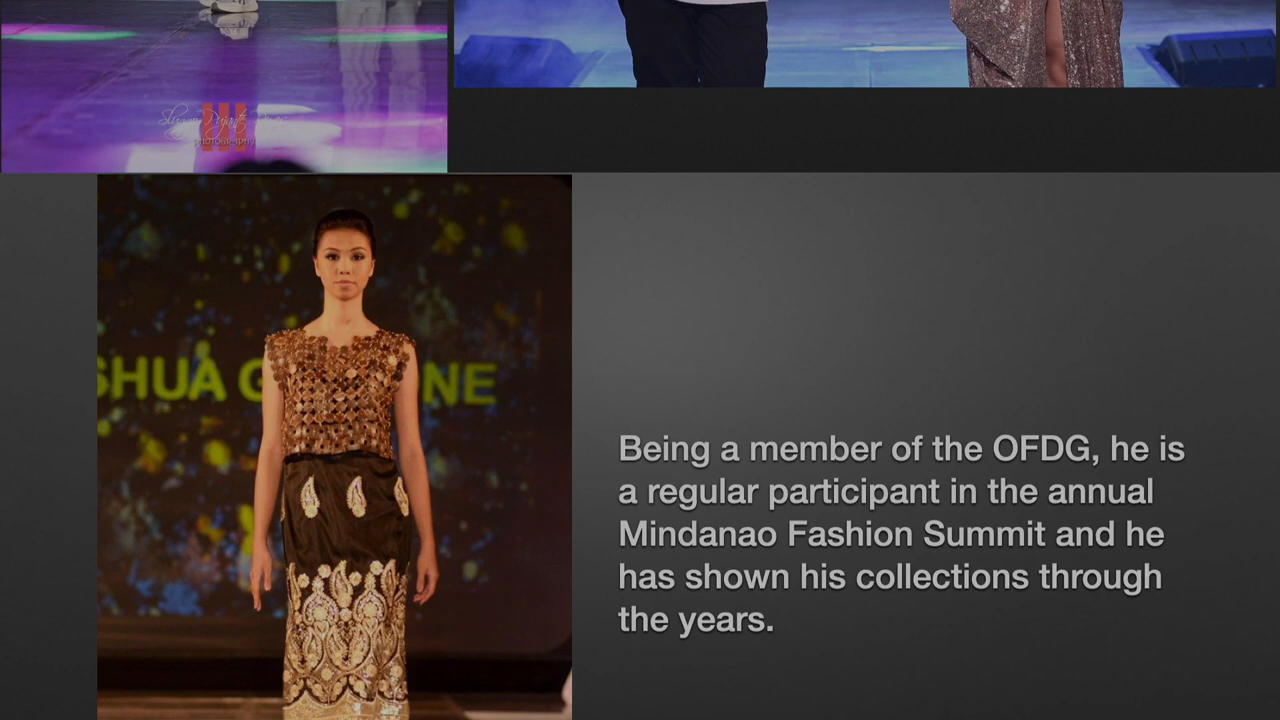 PHOTOGRAPHY
SHUA G NE
Being a member of the OFDG, he is
a regular participant in the annual
Mindanao Fashion Summit and he
has shown his collections through
the years.